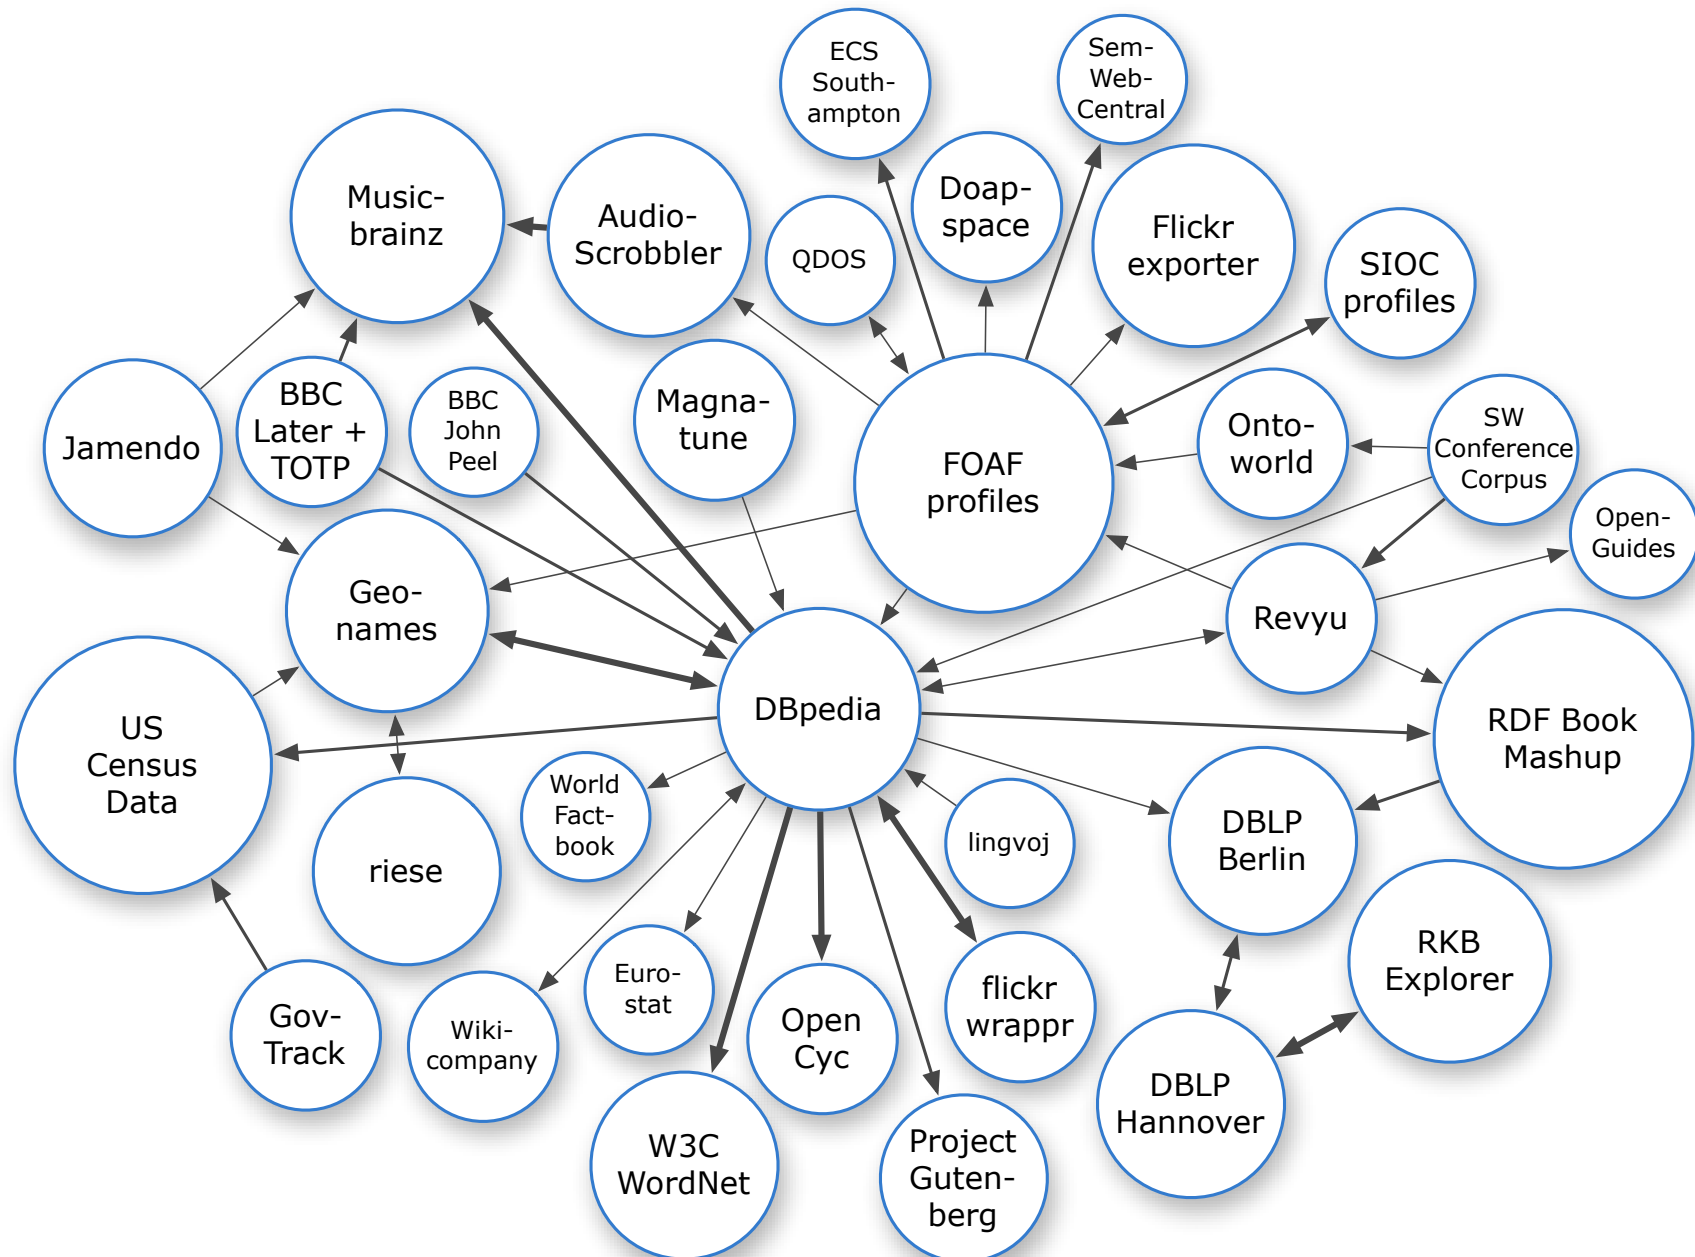 ECS
South-
ampton
Sem-
Web-
Central
Music-
brainz
Audio-
Scrobbler
QDOS
Doap-
space
Flickr
exporter
SIOC
profiles
Jamendo
BBC
Later +
TOTP
BBC
John
Peel
Magna-
tune
FOAF
profiles
Onto-
world
SW
Conference
Corpus
Open-
Guides
Geo-
names
Revyu
US
Census
Data
DBpedia
RDF Book
Mashup
World
Fact-
book
lingvoj
DBLP
Berlin
riese
RKB
Explorer
Gov-
Track
Wiki-
company
Euro-
stat
Open
Cyc
flickr
wrappr
DBLP
Hannover
W3C
WordNet
Project
Guten-
berg